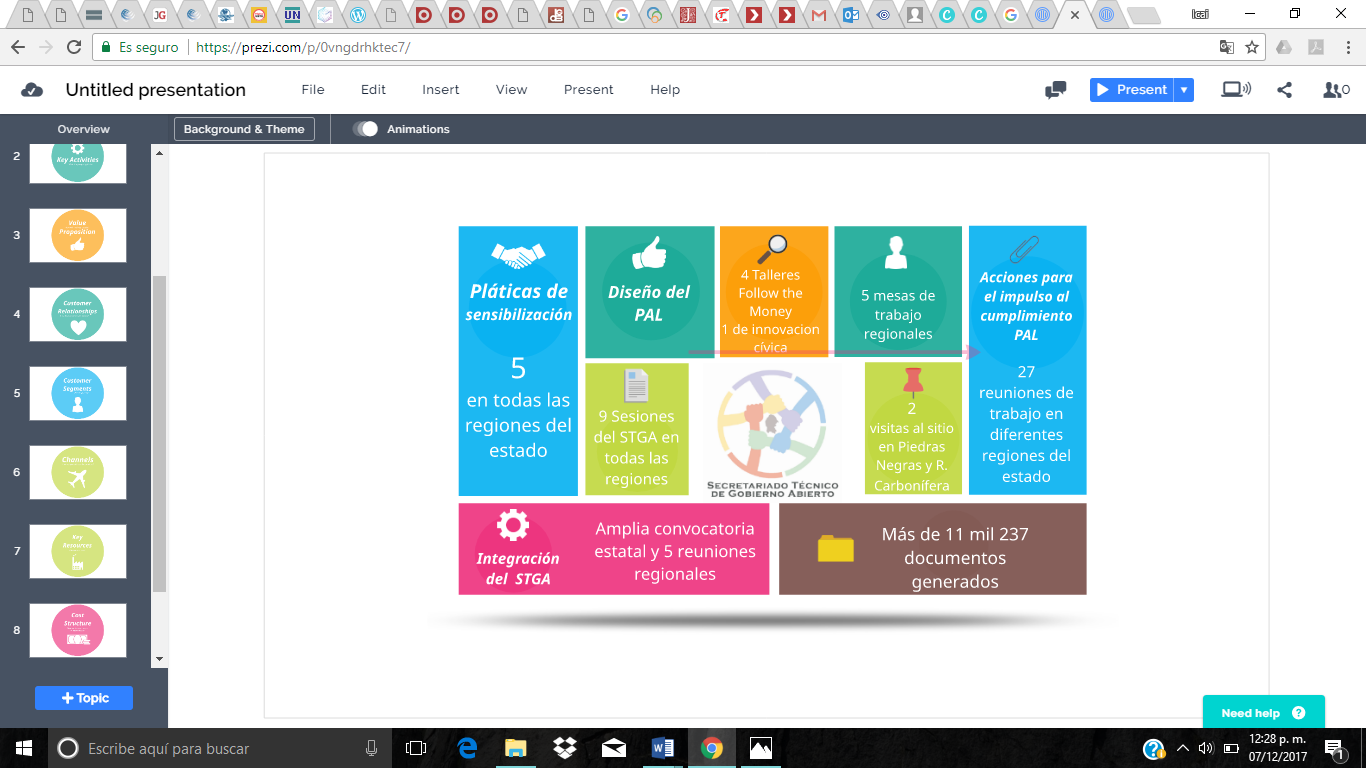 Es seguro
https://prezi.com/p/0vngdrhktec7/
Untitled presentation
File
Edit
Insert
View
Present
Help
Present
0
Overview
Background & Theme
Animations
2
Key Activities
3
Value
Proposition
4
Customer
Relationships
5
Customer
Segments
6
Channels
7
Key
Resources
8
Cost
Structure
+ Topic
Pláticas de
sensibilización
5
en todas las
regiones del
estado
Diseño del
PAL
4 Talleres
Follow the
Money
1 de innovacion
cívica
5 mesas de
trabajo
regionales
Acciones para
el impulso al
cumplimiento
PAL
27
reuniones de
trabajo en
diferentes
regiones del
estado
9 Sesiones
del STGA en
todas las
regiones
SECRETARIADO TÉCNICO
DE GOBIERNO ABIERTO
2
visitas al sitio
en Piedras
Negras y R.
Carbonífera
Integración
del STGA
Amplia convocatoria
estatal y 5 reuniones
regionales
Más de 11 mil 237
documentos
generados
Need help ?
Escribe aquí para buscar
12:28 p. m.
07/12/2017
1